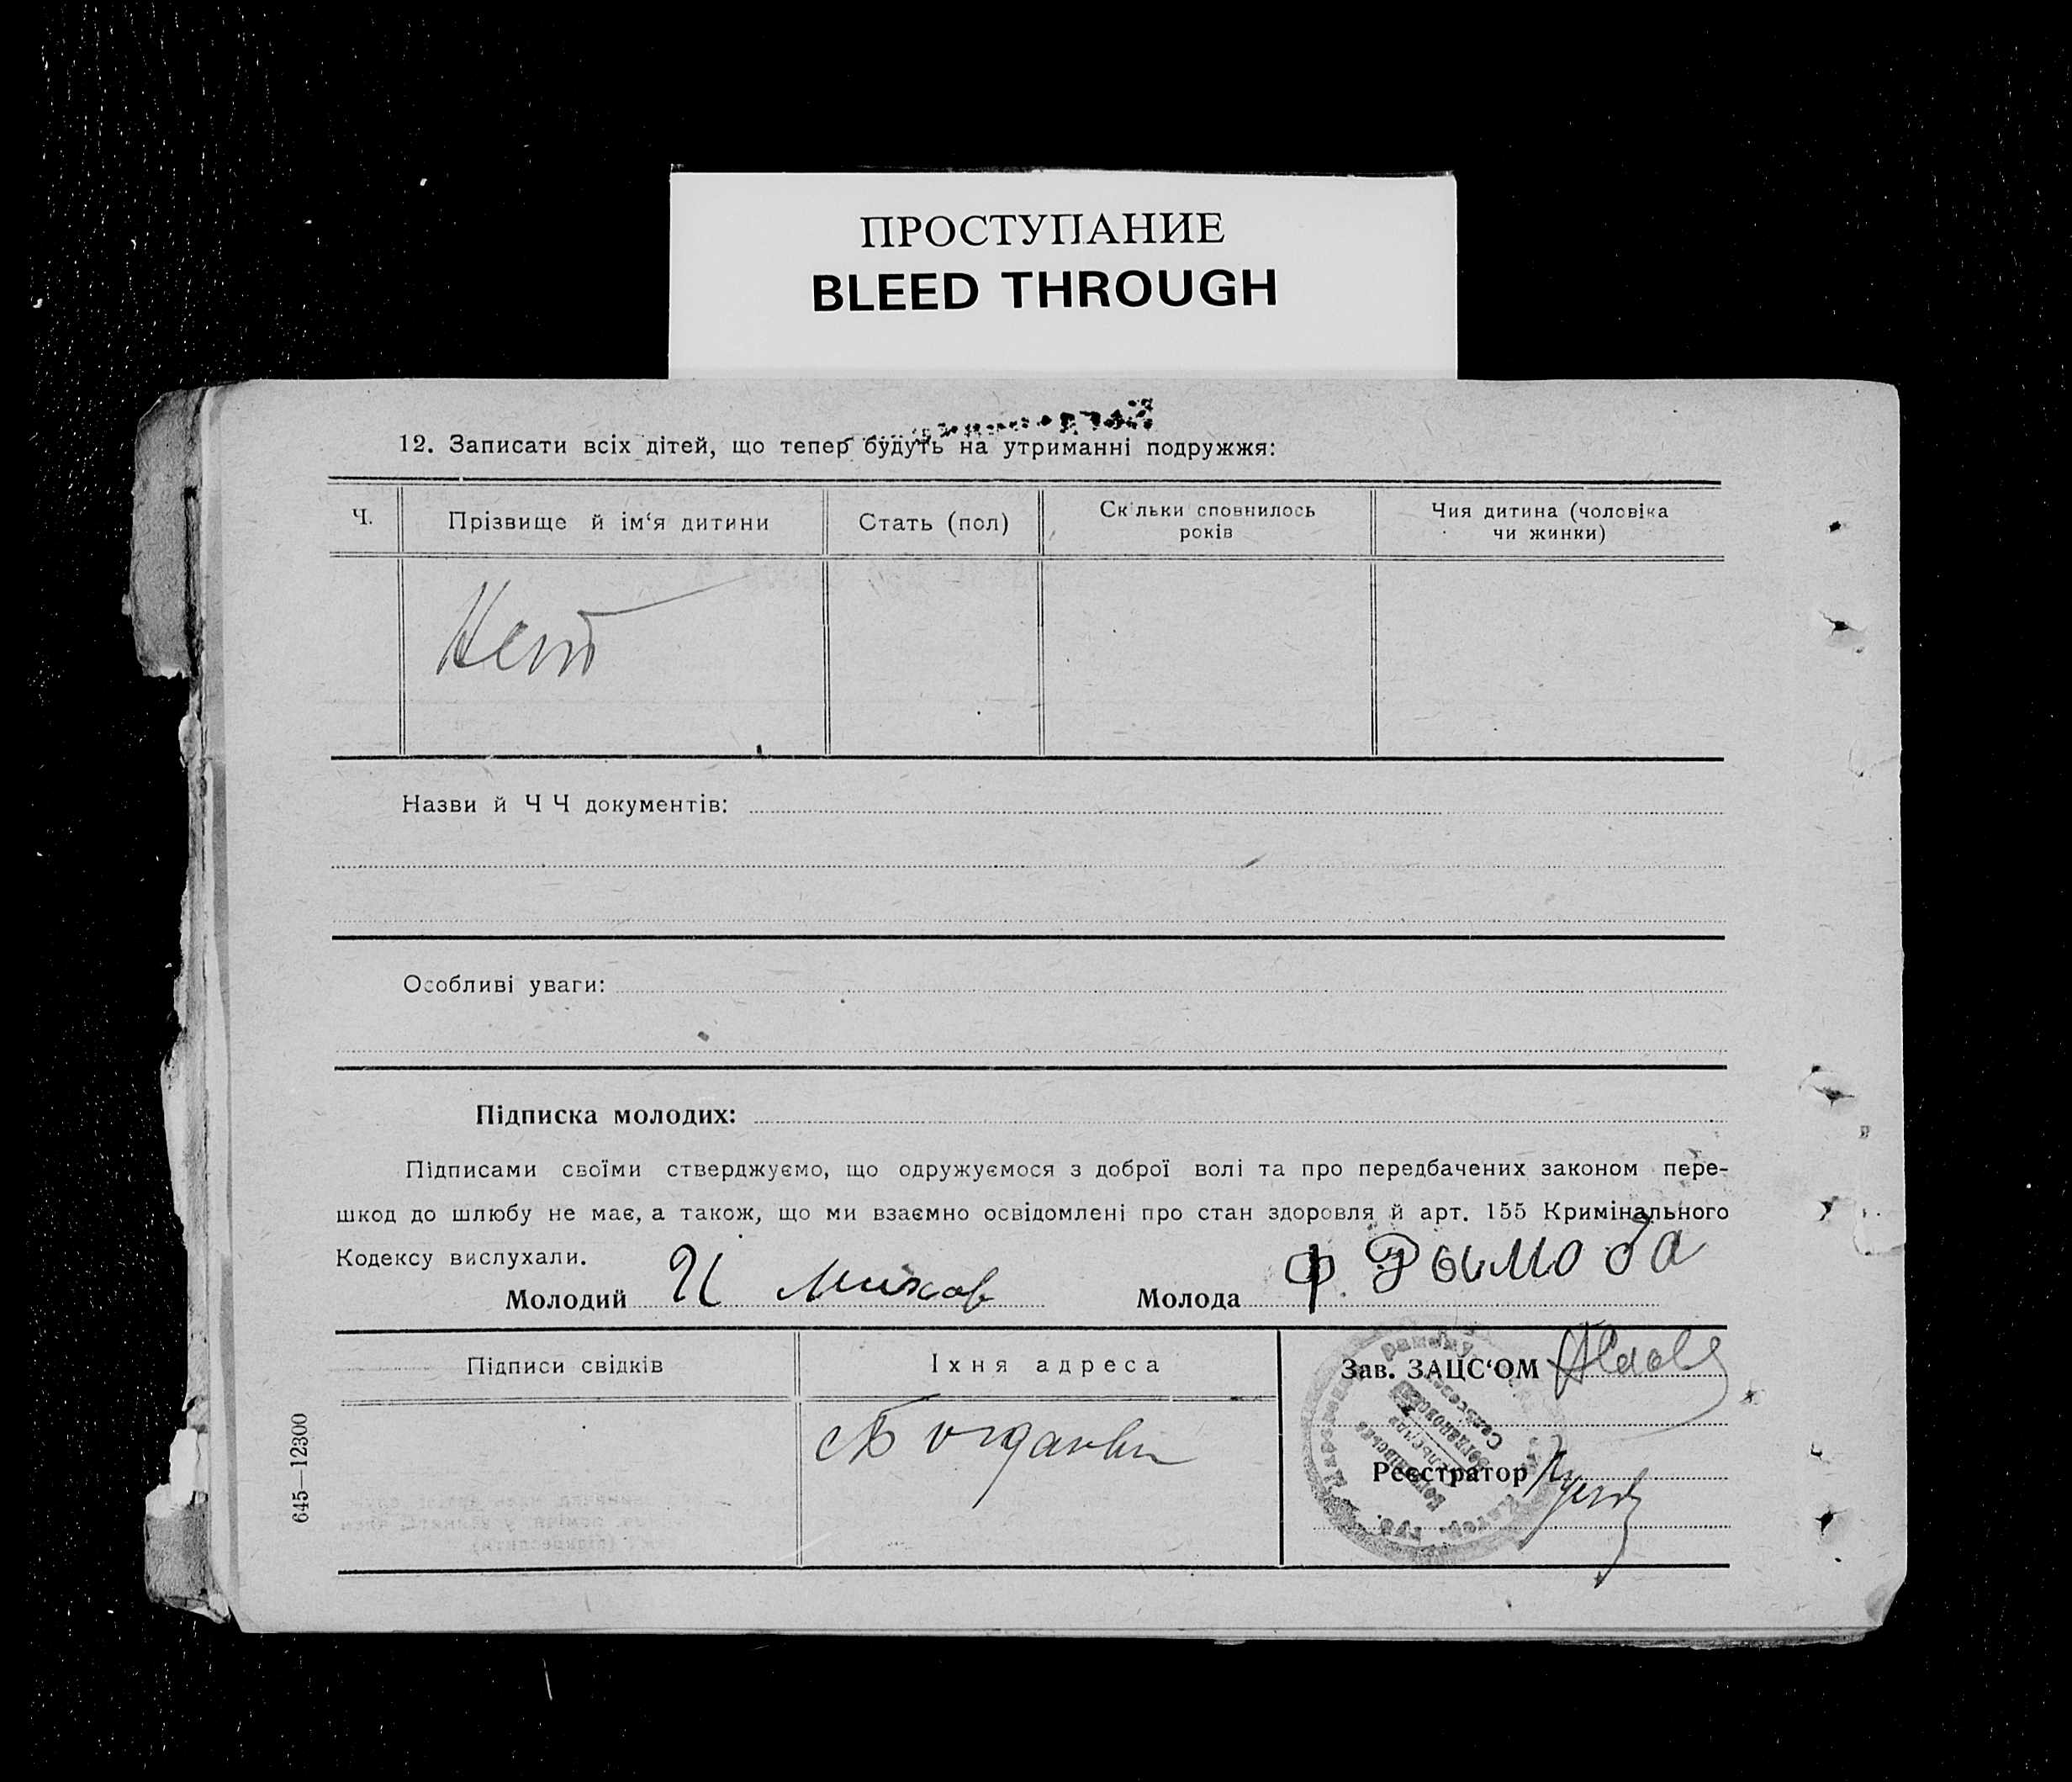 ПРОСТУПАНИЕ
BLEED THROUGH
12. Записати всіх дітей, що тепер будуть на утриманні подружжя:
Ч.
Прізвище й ім‘я дитини
Стать (пол)
Скільки сповнилось
років
Чия дитина (чоловіка
чи жинки)
Нет
Назви й Ч Ч документів:
Особливі уваги:
Підписка молодих:
Підписами своїми стверджуємо, що одружуємося з доброї волі та про передбачених законом пере-
шкод до шлюбу не має, а також, що ми взаємно освідомлені про стан здоровля й арт. 155 Кримінального
Кодексу вислухали.
Молодий И
Молода Ф.
Підписи свідків
Їхня адреса
Зав. ЗАЦС‘ОМ
Реєстратор
645—12300